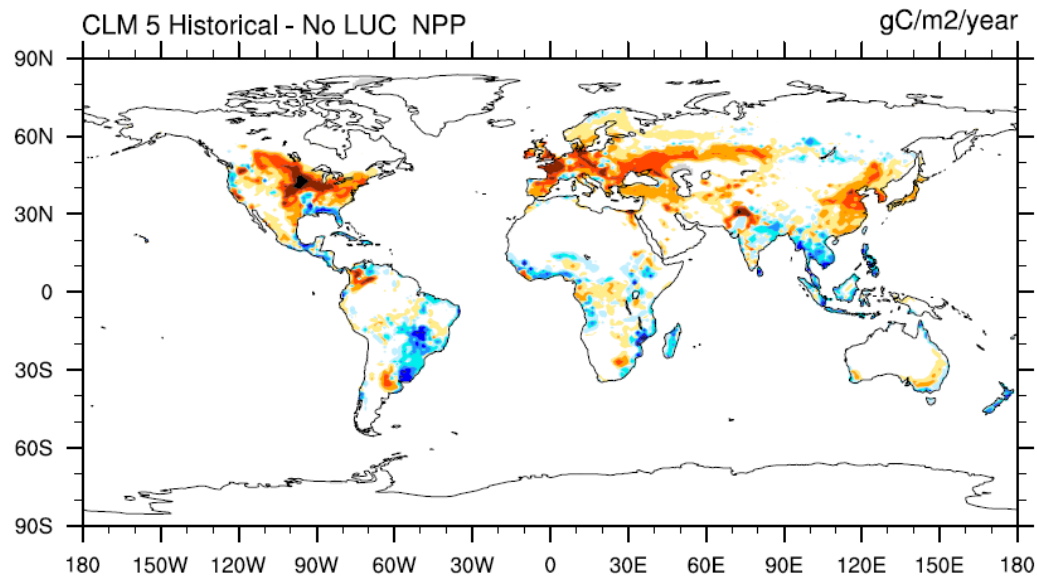 CLM 5 Historical - No LUC NPP gC/m2/year
90N
60N
30N
0
30S
60S
90S
180 150W 120W 90W 60W 30W 0 30E 60E 90E 120E 150E 180